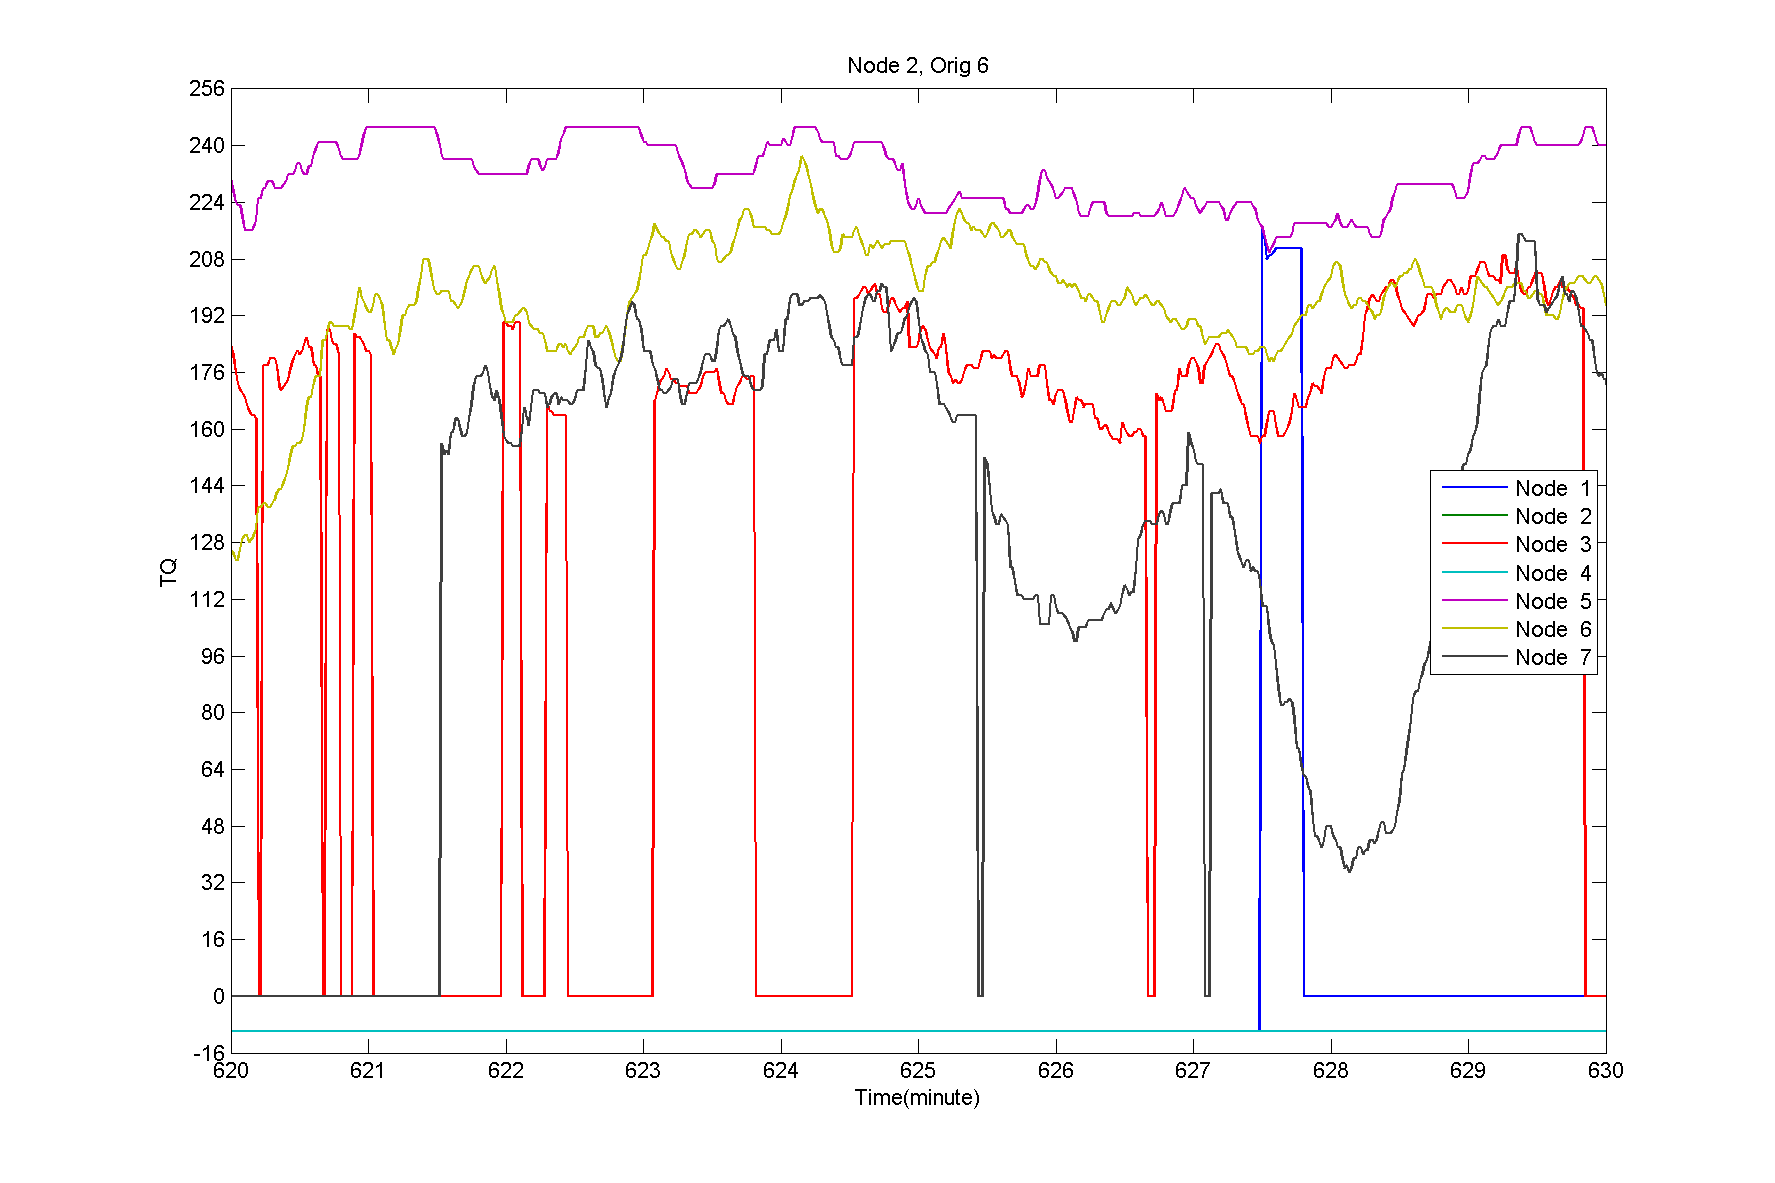 Node 2, Orig 6
256
240
224
208
192
176
160
144
128
112
96
80
64
48
32
16
0
-16
TQ
620 621 622 623 624 625 626 627 628 629 630
Time(minute)
Node 1
Node 2
Node 3
Node 4
Node 5
Node 6
Node 7